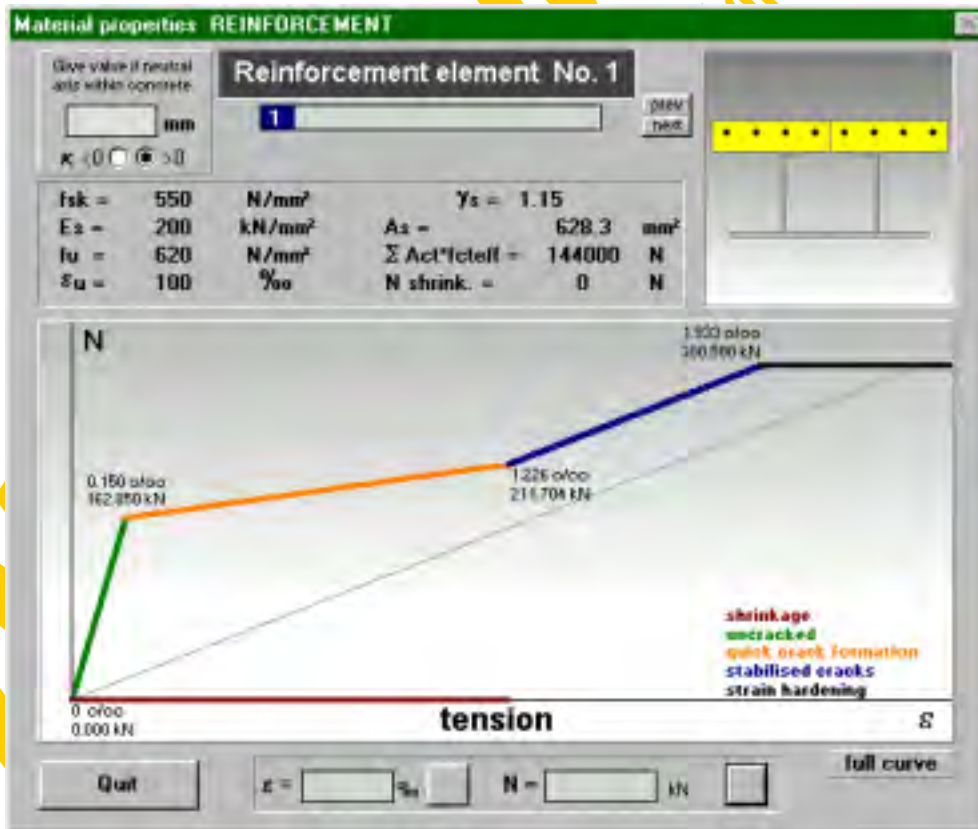 Material properties REINFORCEMENT
Give value if neutral
axis within concrete
mm
κ <0 >0
Reinforcement element No. 1
1
prev
next
fsk = 550 N/mm² γs = 1.15
Es = 200 kN/mm² As = 628.3 mm²
fu = 620 N/mm² Σ Act*fcteff = 144000 N
εu = 100 ‰ N shrink. = 0 N
N
1.933 o/oo
300.500 kN
0.150 o/oo
162.850 kN
1.226 o/oo
kN
shrinkage
uncracked
quick crack formation
stabilised cracks
strain hardening
0 o/oo
0.000 kN
tension
ε
full curve
Quit
ε = ‰
N = kN